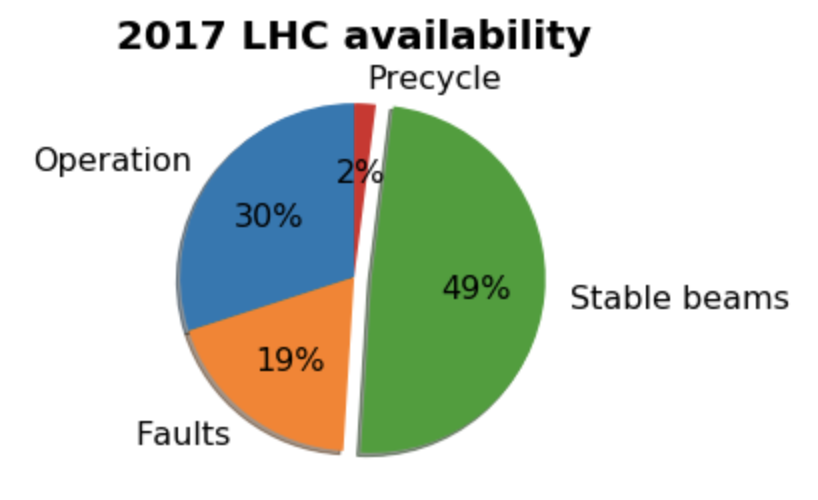 2017 LHC availability
Precycle
Operation
2%
30%
49%
Stable beams
19%
Faults